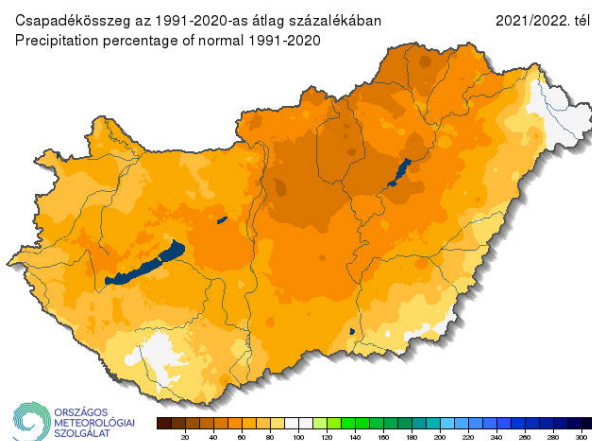 Csapadékösszeg az 1991-2020-as átlag százalékában 2021/2022. tél
Precipitation percentage of normal 1991-2020
ORSZÁGOS
METEOROLÓGIAI
SZOLGÁLAT
20 40 60 80 100 120 140 160 180 200 220 240 260 280 300